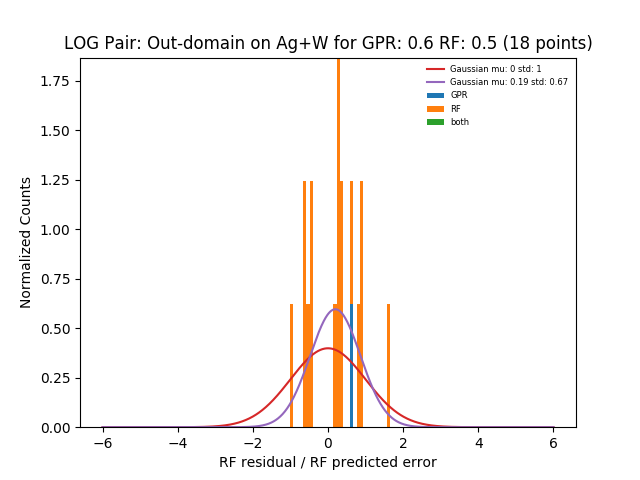 LOG Pair: Out-domain on Ag+W for GPR: 0.6 RF: 0.5 (18 points)
Gaussian mu: 0 std: 1
Gaussian mu: 0.19 std: 0.67
GPR
RF
both
Normalized Counts
1.75
1.50
1.25
1.00
0.75
0.50
0.25
0.00
−6 −4 −2 0 2 4 6
RF residual / RF predicted error